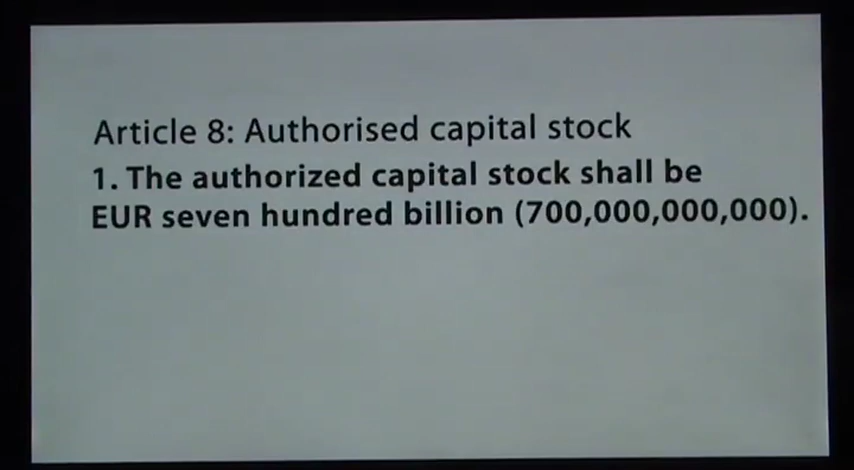 Article 8: Authorised capital stock
1. The authorized capital stock shall be
EUR seven hundred billion (700,000,000,000).